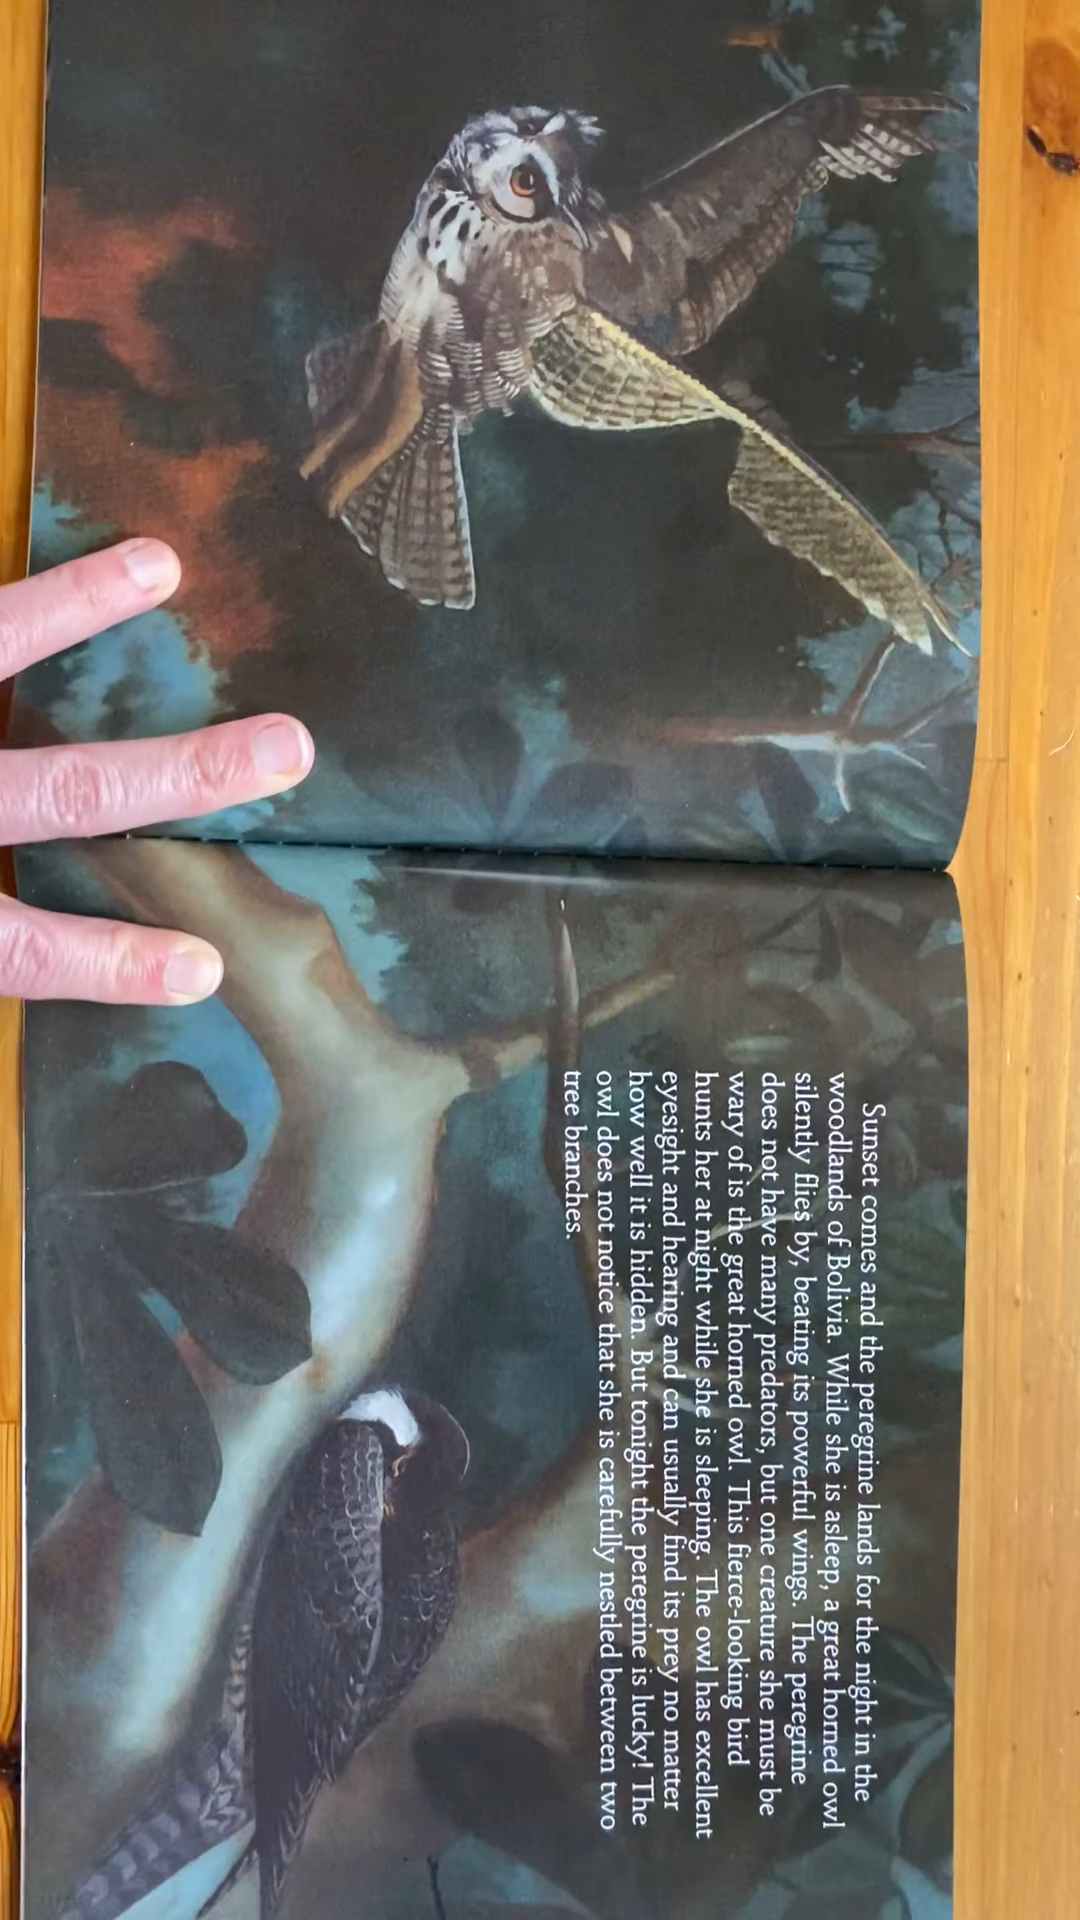 Sunset comes and the peregrine lands for the night in the
woodlands of Bolivia. While she is asleep, a great horned owl
silently flies by, beating its powerful wings. The peregrine
does not have many predators, but one creature she must be
wary of is the great horned owl. This fierce-looking bird
hunts her at night while she is sleeping. The owl has excellent
eyesight and hearing and can usually find its prey no matter
how well it is hidden. But tonight the peregrine is lucky! The
owl does not notice that she is carefully nestled between two
tree branches.